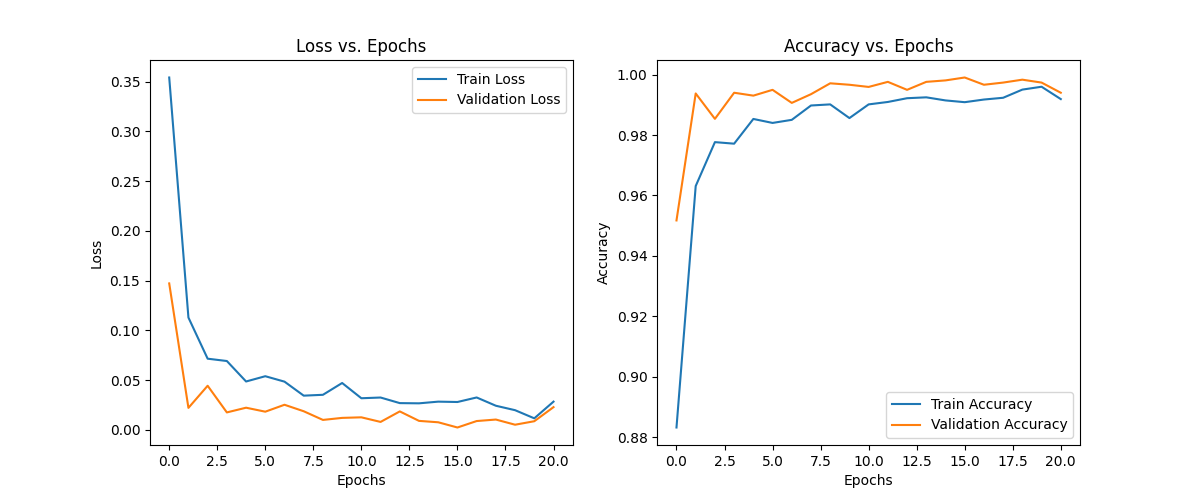 Loss vs. Epochs
Train Loss
Validation Loss
0.35
0.30
0.25
0.20
0.15
0.10
0.05
0.00
Loss
0.0 2.5 5.0 7.5 10.0 12.5 15.0 17.5 20.0
Epochs
Accuracy vs. Epochs
1.00
0.98
0.96
0.94
0.92
0.90
0.88
Accuracy
Train Accuracy
Validation Accuracy
0.0 2.5 5.0 7.5 10.0 12.5 15.0 17.5 20.0
Epochs